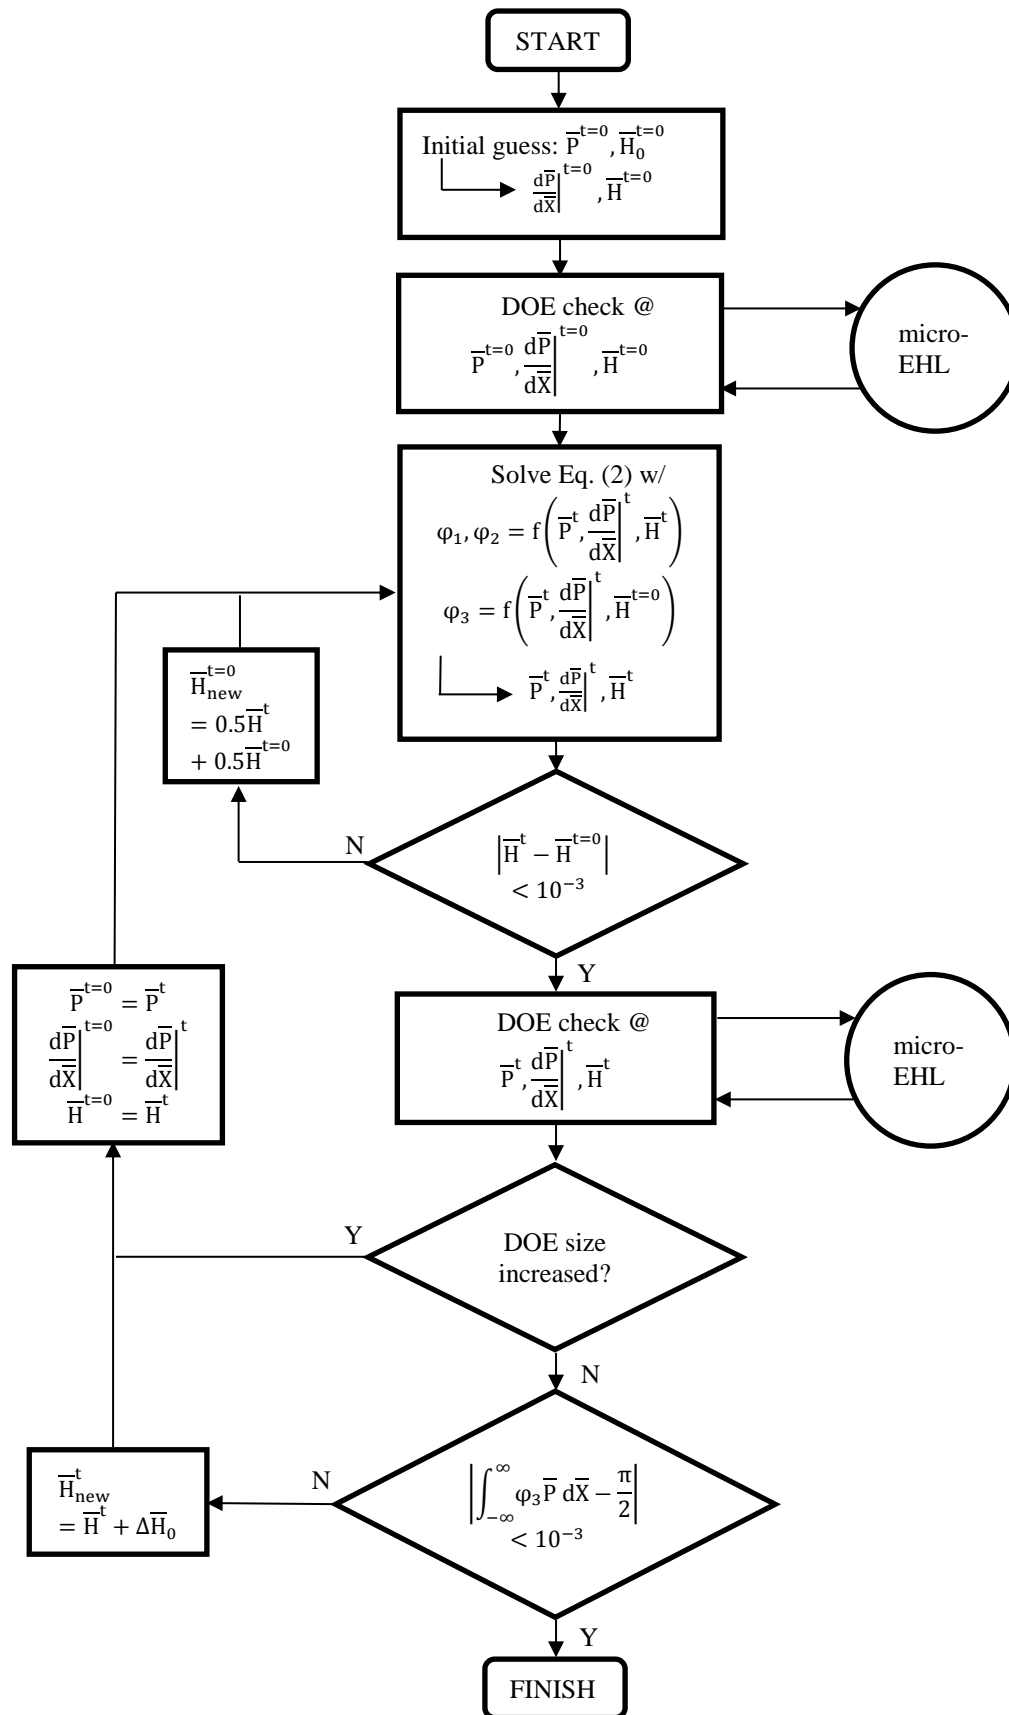 START
Initial guess: P̅^{t=0}, H̅₀^{t=0}
dP̅/dX̅|^{t=0}, H̅^{t=0}
DOE check @
P̅^{t=0}, dP̅/dX̅|^{t=0}, H̅^{t=0}
micro-
EHL
Solve Eq. (2) w/
φ₁, φ₂ = f(P̅^t, dP̅/dX̅|^t, H̅^t)
φ₃ = f(P̅^t, dP̅/dX̅|^t, H̅^{t=0})
P̅^t, dP̅/dX̅|^t, H̅^t
H̅_{new}^{t=0}
= 0.5H̅^t
+ 0.5H̅^{t=0}
N
|H̅^t − H̅^{t=0}|
< 10⁻³
Y
P̅^{t=0} = P̅^t
dP̅/dX̅|^{t=0} = dP̅/dX̅|^t
H̅^{t=0} = H̅^t
DOE check @
P̅^t, dP̅/dX̅|^t, H̅^t
micro-
EHL
Y
DOE size
increased?
N
H̅_{new}^t
= H̅^t + ΔH̅₀
N
|∫_{−∞}^{∞} φ₃P̅ dX̅ − π/2|
< 10⁻³
Y
FINISH